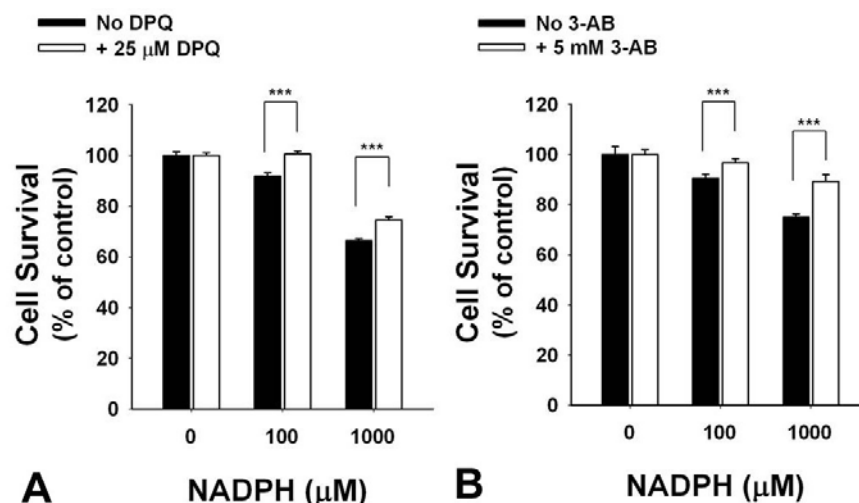 No DPQ
+ 25 μM DPQ
120
100
80
60
40
20
0
Cell Survival
(% of control)
***
***
0 100 1000
A NADPH (μM)
No 3-AB
+ 5 mM 3-AB
120
100
80
60
40
20
0
Cell Survival
(% of control)
***
***
0 100 1000
B NADPH (μM)